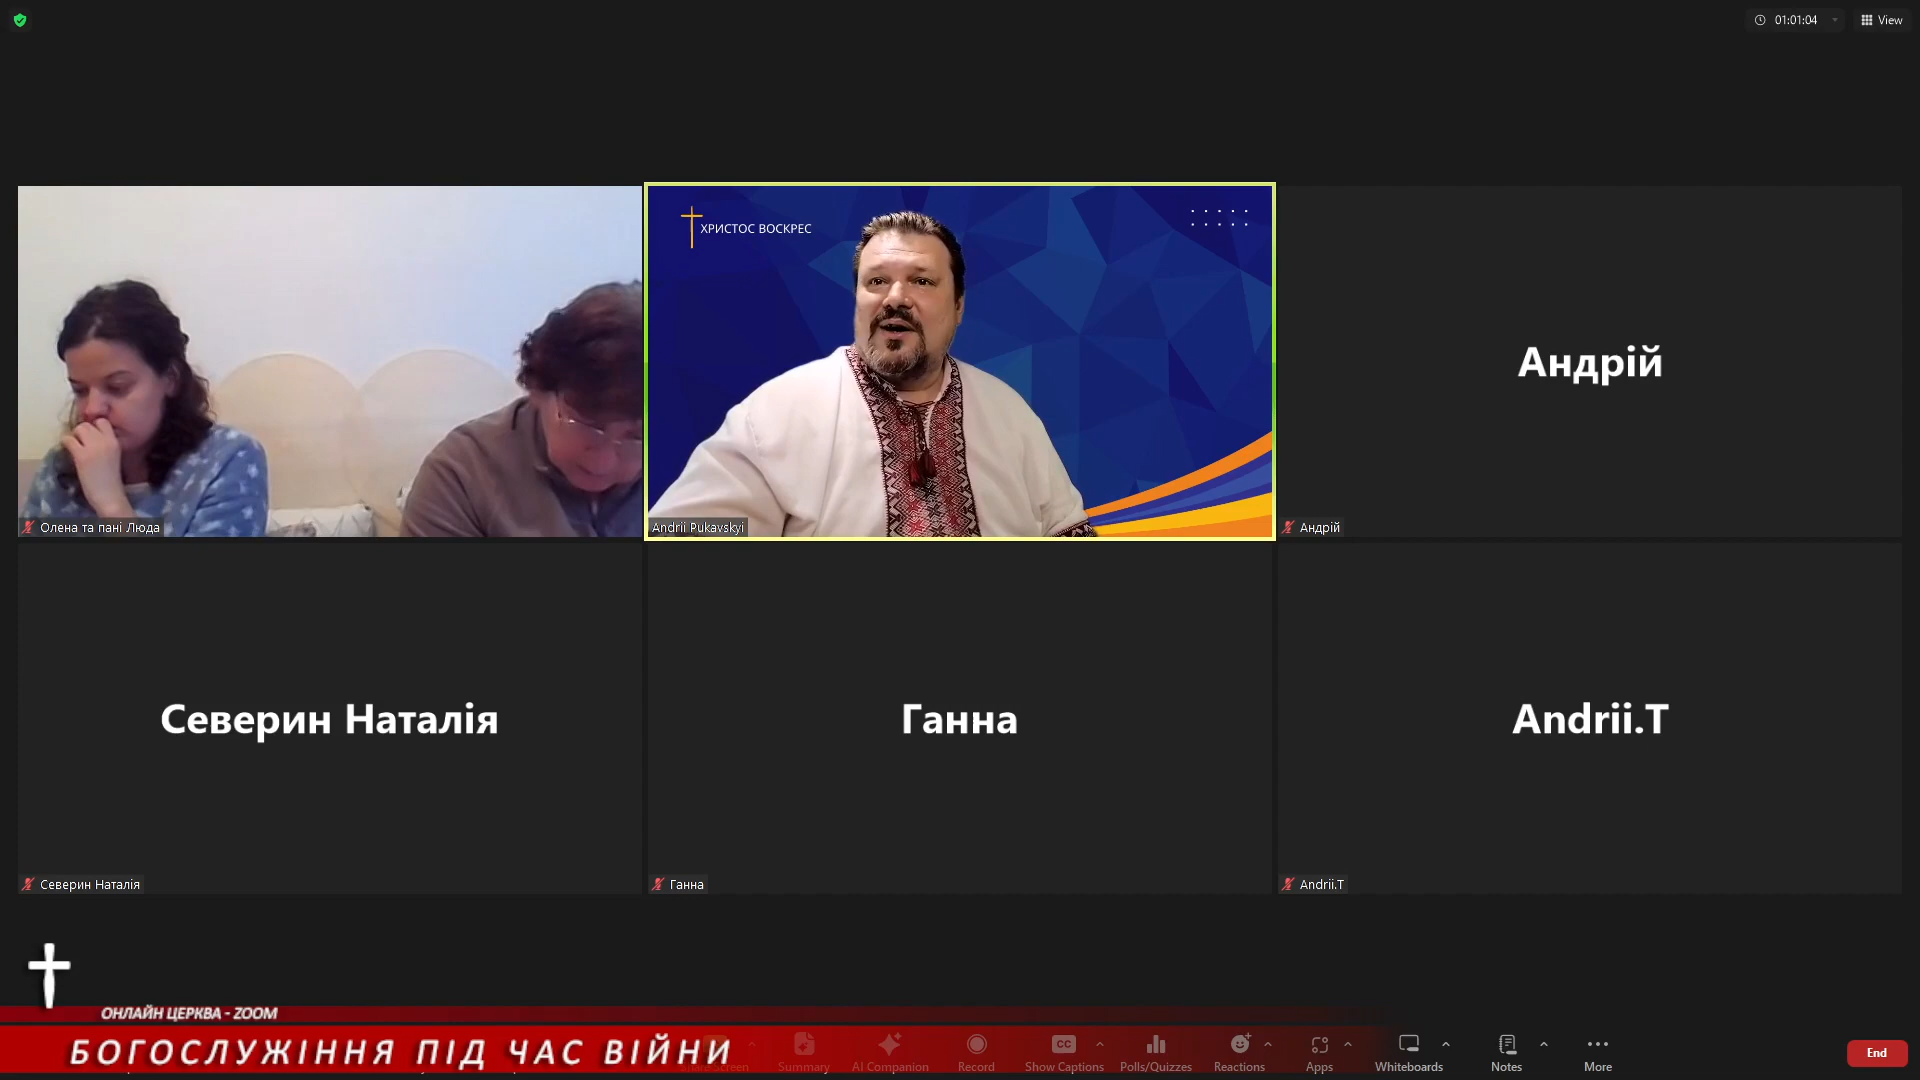 01:01:04
View
ХРИСТОС ВОСКРЕС
Олена та пані Люда
Andrii Pukavskyi
Андрій
Андрій
Северин Наталія
Ганна
Andrii.T
Северин Наталія
Ганна
Andrii.T
ОНЛАЙН ЦЕРКВА - ZOOM
БОГОСЛУЖІННЯ ПІД ЧАС ВІЙНИ
Summary
AI Companion
Record
CC
Show Captions
Polls/Quizzes
Reactions
Apps
Whiteboards
Notes
More
End